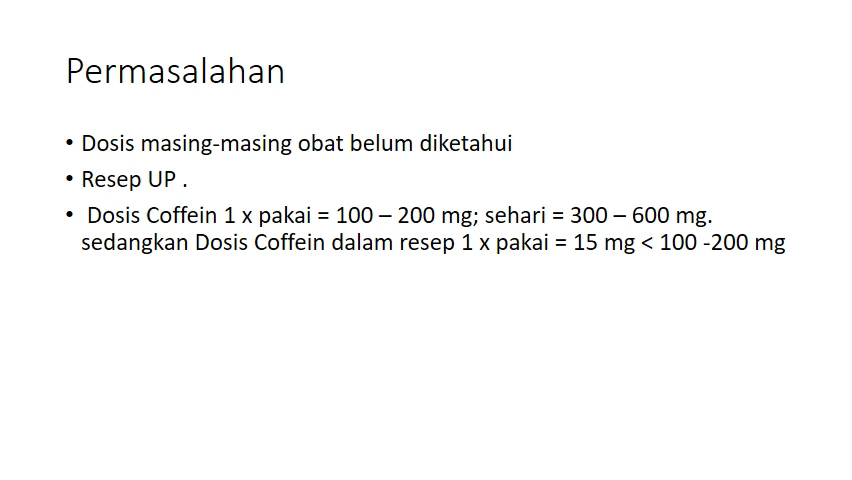 Permasalahan
• Dosis masing-masing obat belum diketahui
• Resep UP .
• Dosis Coffein 1 x pakai = 100 – 200 mg; sehari = 300 – 600 mg.
sedangkan Dosis Coffein dalam resep 1 x pakai = 15 mg < 100 -200 mg